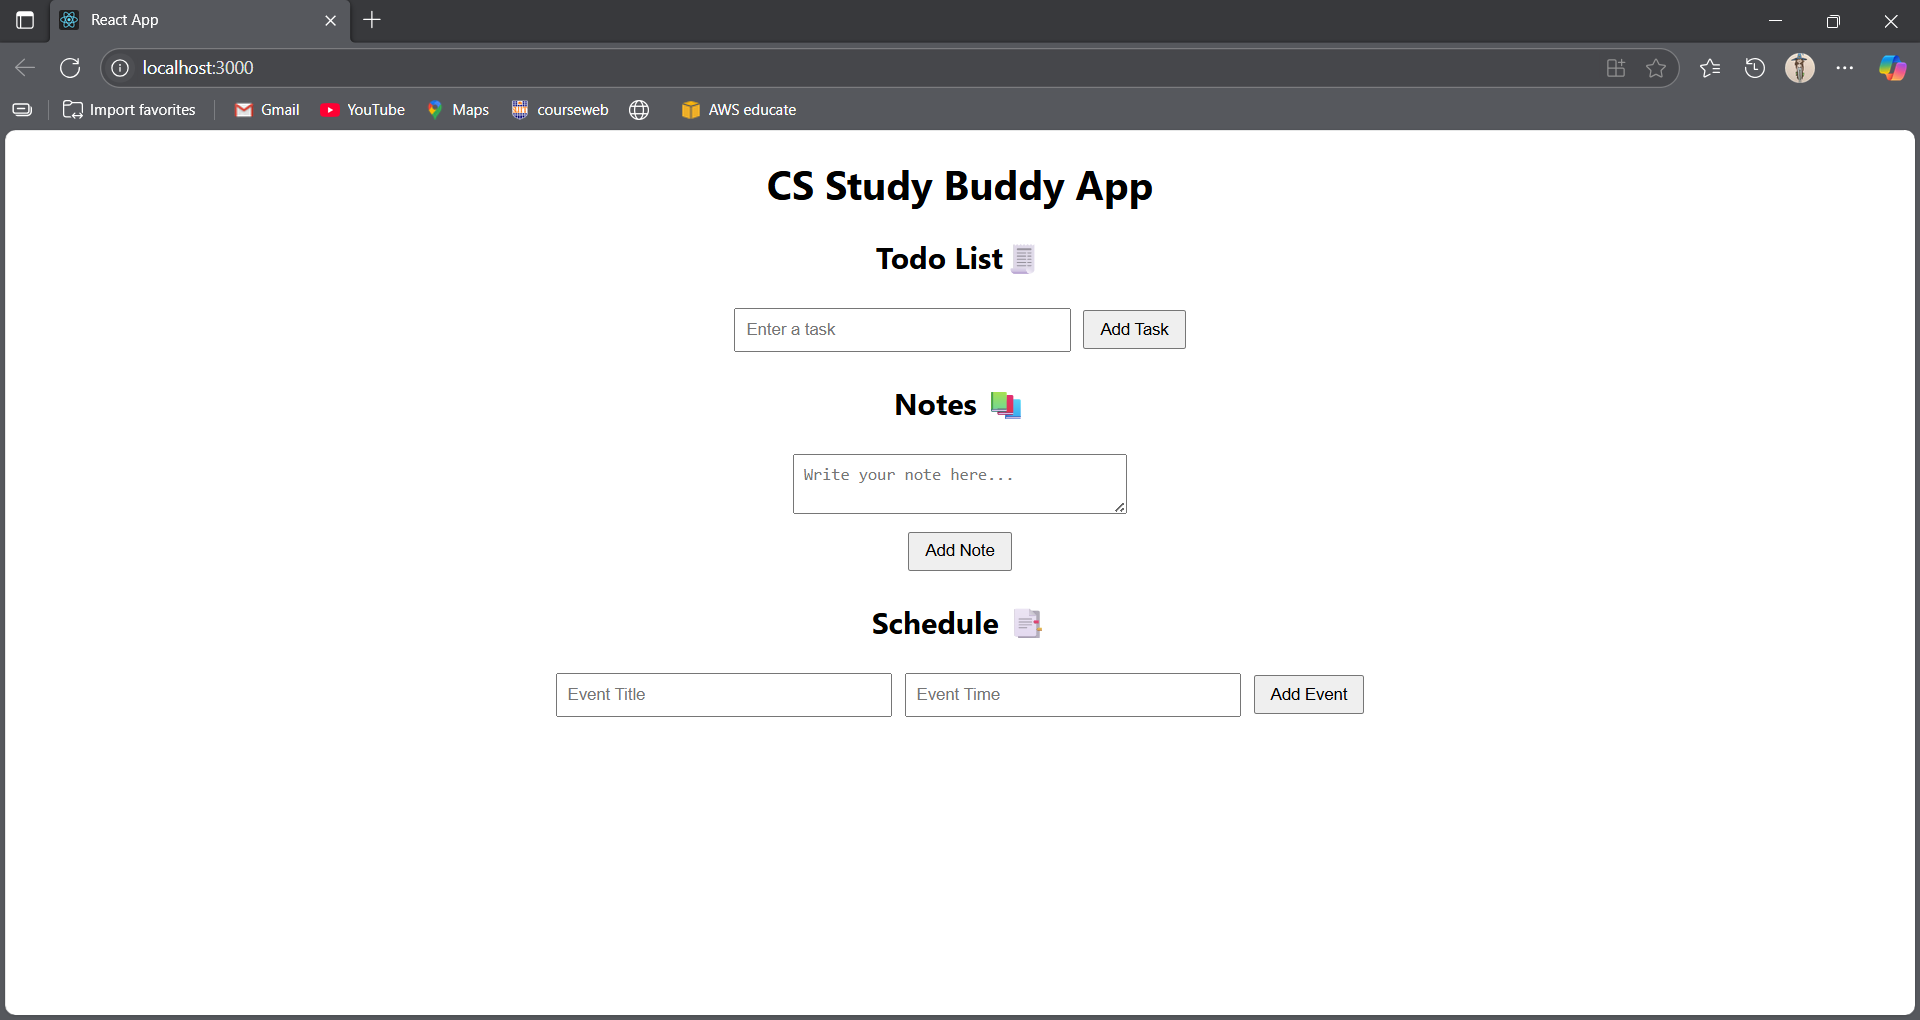 React App
localhost:3000
Import favorites Gmail YouTube Maps courseweb AWS educate
CS Study Buddy App
Todo List
Enter a task Add Task
Notes
Write your note here...
Add Note
Schedule
Event Title Event Time Add Event